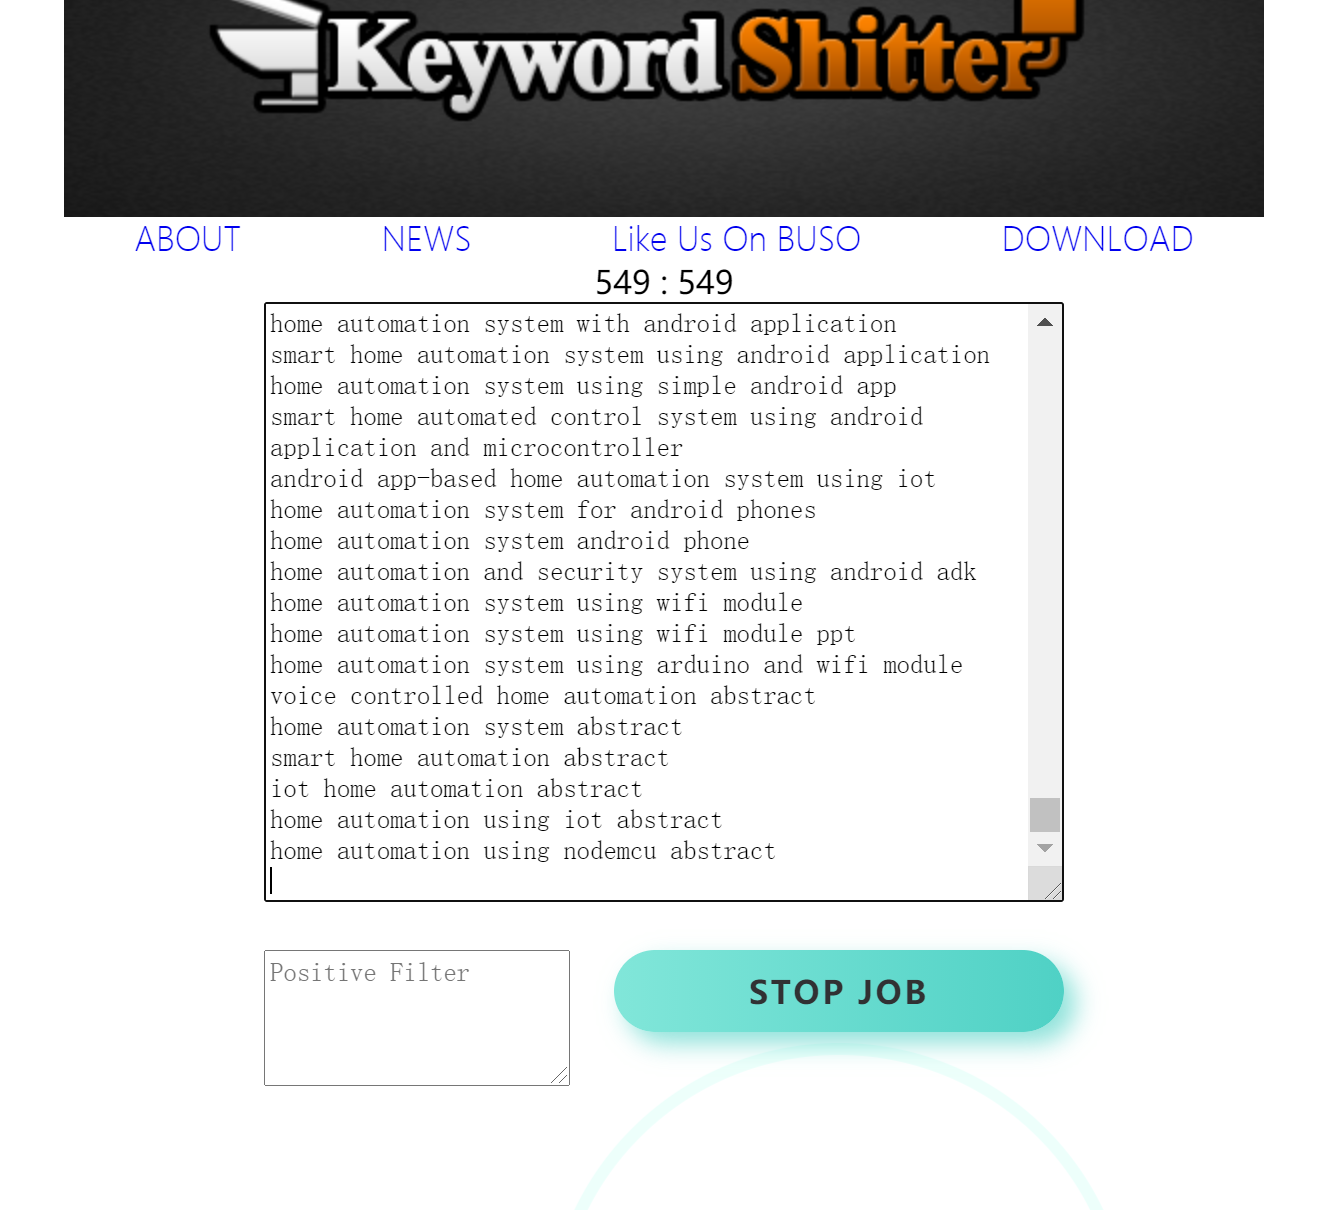 Keyword Shitter
ABOUT NEWS Like Us On BUSO DOWNLOAD
549 : 549
home automation system with android application
smart home automation system using android application
home automation system using simple android app
smart home automated control system using android
application and microcontroller
android app-based home automation system using iot
home automation system for android phones
home automation system android phone
home automation and security system using android adk
home automation system using wifi module
home automation system using wifi module ppt
home automation system using arduino and wifi module
voice controlled home automation abstract
home automation system abstract
smart home automation abstract
iot home automation abstract
home automation using iot abstract
home automation using nodemcu abstract
Positive Filter
STOP JOB